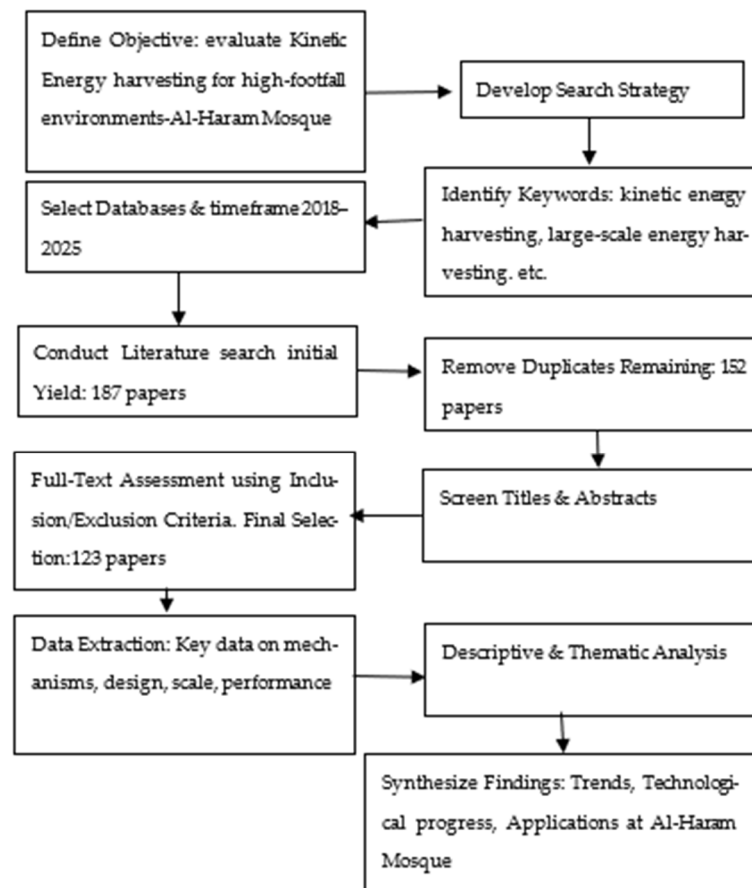 Define Objective: evaluate Kinetic
Energy harvesting for high-footfall
environments-Al-Haram Mosque
Develop Search Strategy
Identify Keywords: kinetic energy
harvesting, large-scale energy har-
vesting. etc.
Select Databases & timeframe 2018–
2025
Conduct Literature search initial
Yield: 187 papers
Remove Duplicates Remaining: 152
papers
Screen Titles & Abstracts
Full-Text Assessment using Inclu-
sion/Exclusion Criteria. Final Selec-
tion:123 papers
Data Extraction: Key data on mech-
anisms, design, scale, performance
Descriptive & Thematic Analysis
Synthesize Findings: Trends, Technologi-
cal progress, Applications at Al-Haram
Mosque